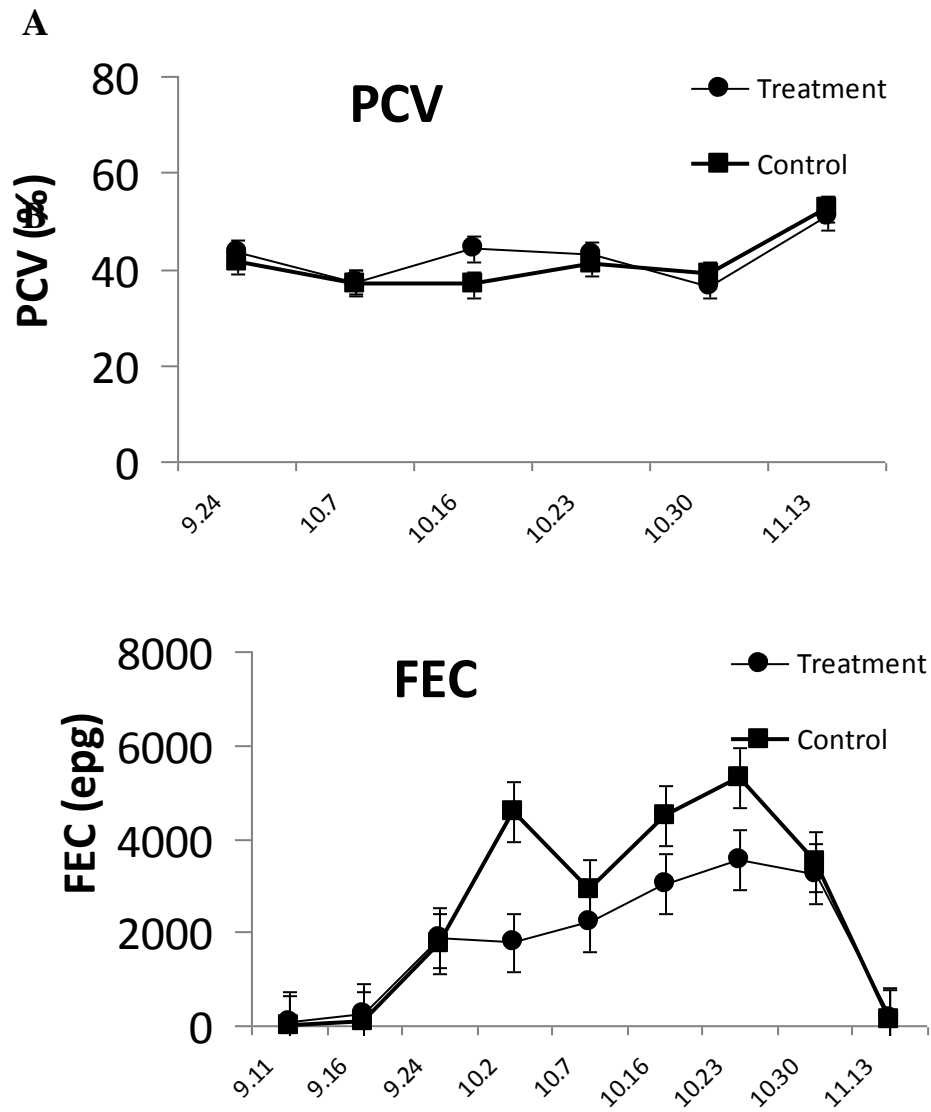 A
PCV
80
60
40
20
0
PCV (%)
B
Treatment
Control
9.24
10.7
10.16
10.23
10.30
11.13
FEC
8000
6000
4000
2000
0
FEC (epg)
Treatment
Control
9.11
9.16
9.24
10.2
10.7
10.16
10.23
10.30
11.13